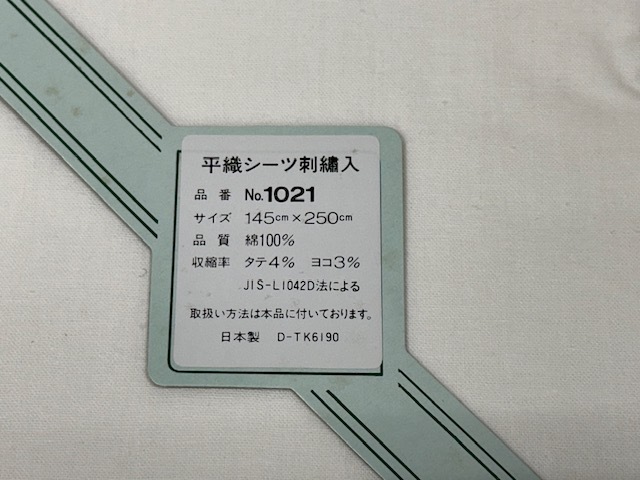 平織シーツ刺繡入
品番 No.1021
サイズ 145cm×250cm
品質 綿100%
収縮率 タテ4% ヨコ3%
JIS-L1042D法による
取扱い方法は本品に付いております。
日本製 D-TK6190